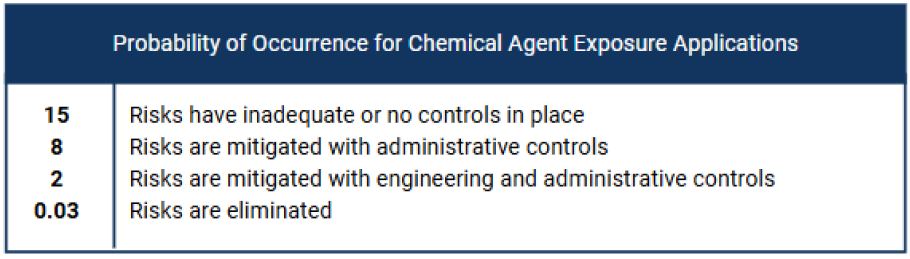 Probability of Occurrence for Chemical Agent Exposure Applications
15 Risks have inadequate or no controls in place
8 Risks are mitigated with administrative controls
2 Risks are mitigated with engineering and administrative controls
0.03 Risks are eliminated